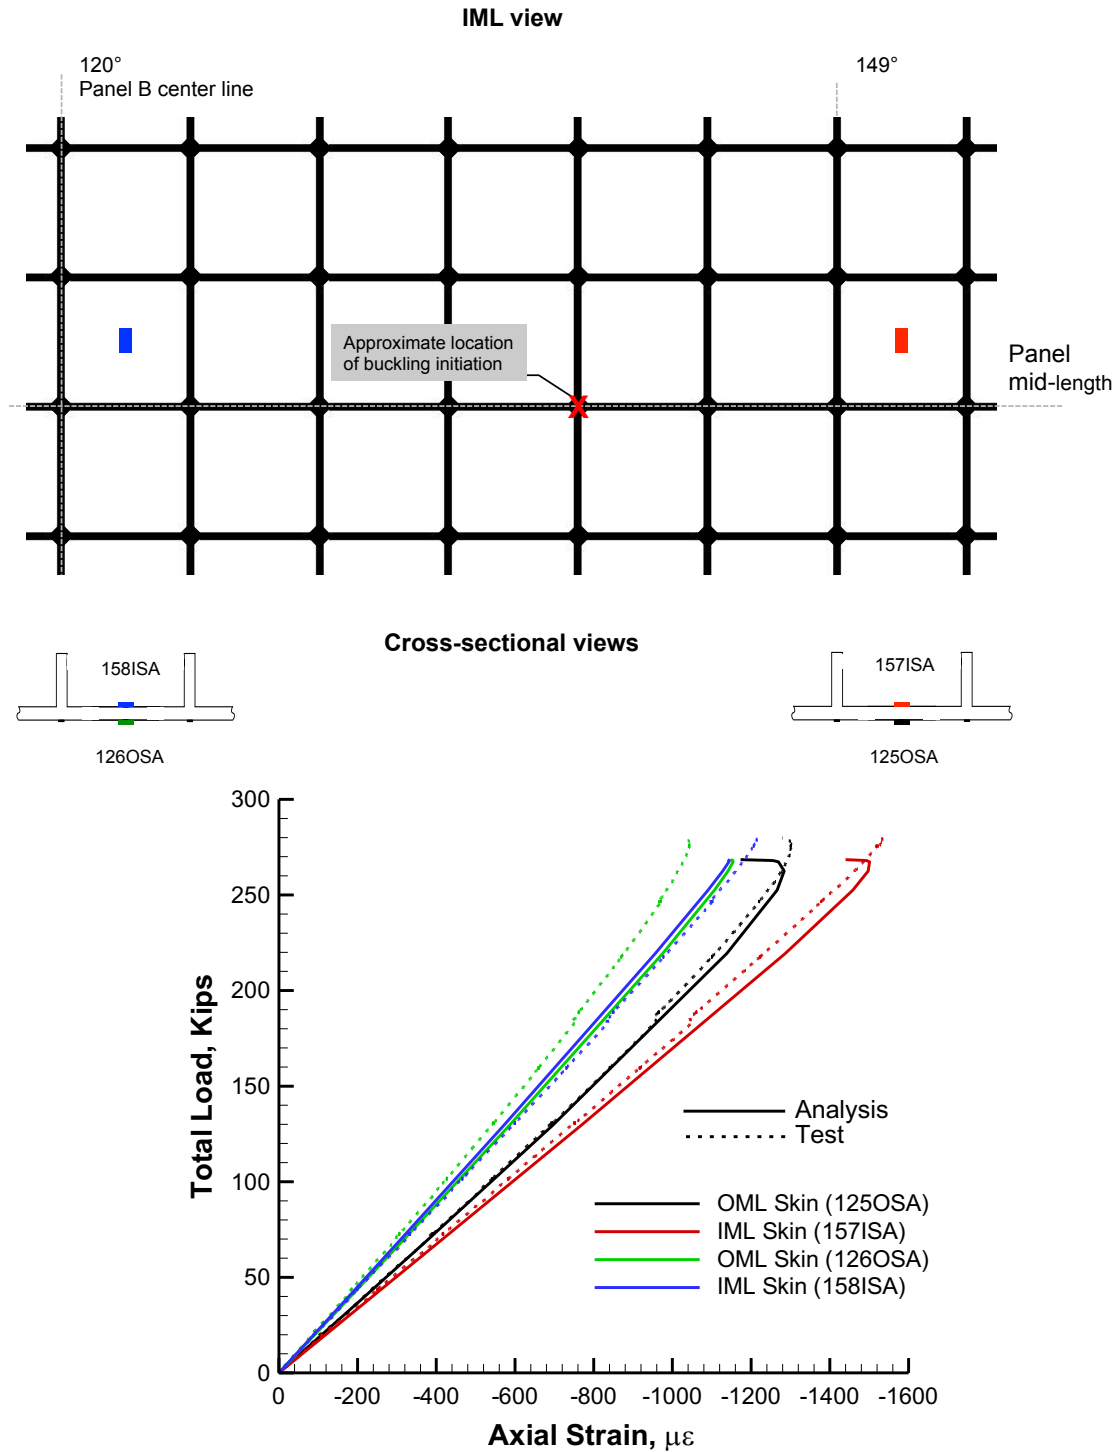 IML view
120°
Panel B center line
149°
Approximate location
of buckling initiation
X
Panel
mid-length
Cross-sectional views
158ISA
126OSA
157ISA
125OSA
300
250
200
150
100
50
0
Total Load, Kips
Analysis
Test
OML Skin (125OSA)
IML Skin (157ISA)
OML Skin (126OSA)
IML Skin (158ISA)
0 -200 -400 -600 -800 -1000 -1200 -1400 -1600
Axial Strain, με